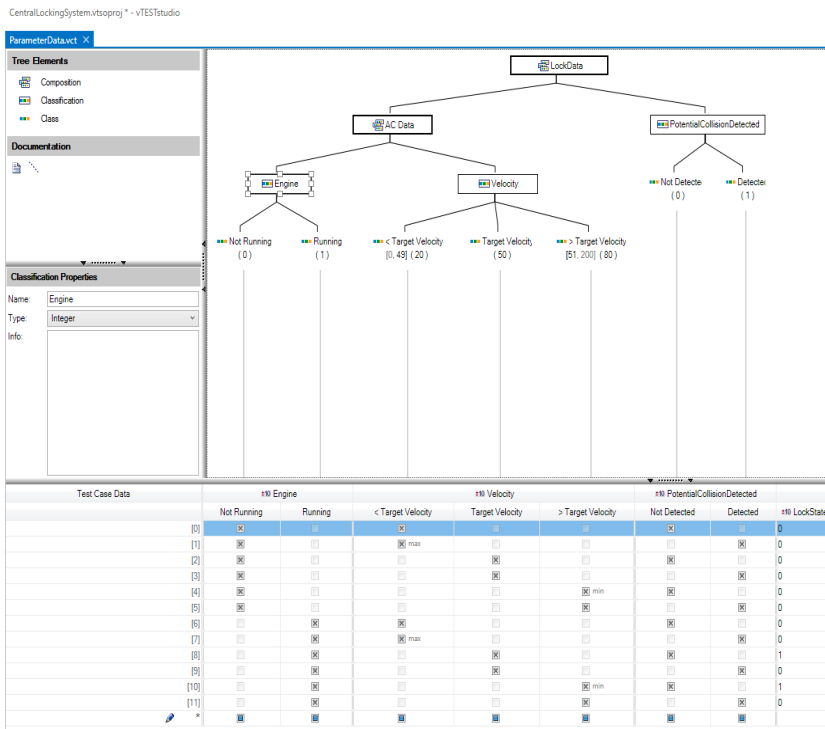 CentralLockingSystem.vtsoproj * - vTESTstudio
ParameterData.vct ×
Tree Elements
Composition
Classification
Class
Documentation
Classification Properties
Name: Engine
Type: Integer
Info:
LockData
AC Data
PotentialCollisionDetected
Engine
Velocity
Not Detecte
Detecte
( 0 )
( 1 )
Not Running
Running
< Target Velocity
Target Velocity
> Target Velocity
( 0 )
( 1 )
[0, 49] ( 20 )
( 50 )
[51, 200] ( 80 )
Test Case Data
±10 Engine
±10 Velocity
±10 PotentialCollisionDetected
Not Running Running < Target Velocity Target Velocity > Target Velocity Not Detected Detected ±10 LockState
[0] 0
[1] max 0
[2] 0
[3] 0
[4] min 0
[5] 0
[6] 0
[7] max 0
[8] 1
[9] 0
[10] min 1
[11] 0
*